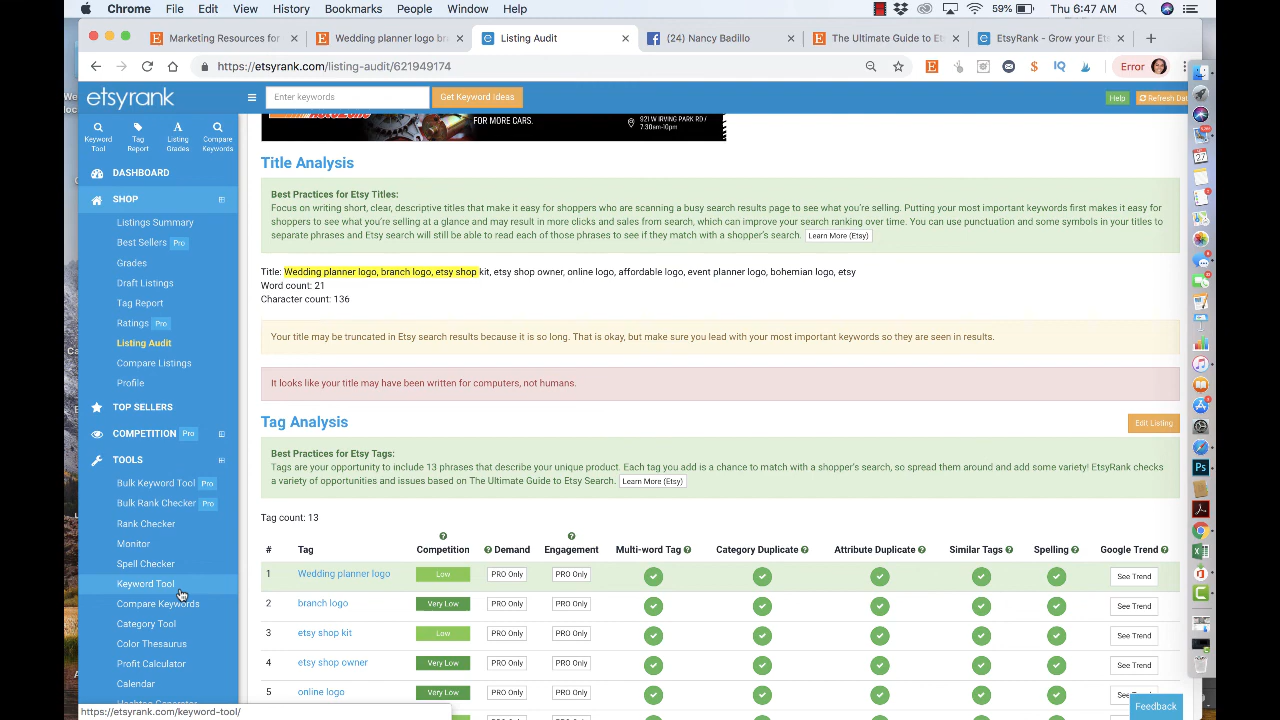 Chrome File Edit View History Bookmarks People Window Help
59% Tue Aug 27 6:47 AM
Marketing Resources for
Wedding planner logo br
Listing Audit
(24) Nancy Badillo
The Ultimate Guide to Ets
EtsyRank - Grow your Et
https://etsyrank.com/listing-audit/621949174
Error
etsyrank
Enter keywords
Get Keyword Ideas
Help
Refresh Dat
Keyword Tool
Tag Report
Listing Grades
Compare Keywords
FOR MORE CARS.
921 W IRVING PARK RD /
7:30am-10pm
DASHBOARD
SHOP
Listings Summary
Best Sellers Pro
Grades
Draft Listings
Tag Report
Ratings Pro
Listing Audit
Compare Listings
Profile
TOP SELLERS
COMPETITION Pro
TOOLS
Bulk Keyword Tool Pro
Bulk Rank Checker Pro
Rank Checker
Monitor
Spell Checker
Keyword Tool
Compare Keywords
Category Tool
Color Thesaurus
Profit Calculator
Calendar
Hashtag Generator
https://etsyrank.com/keyword-tool/
Title Analysis
Best Practices for Etsy Titles:
Focus on writing short, clear, descriptive titles that make it easy for shoppers who are scanning a busy search results page to see what you're selling. Putting your most important keywords first makes it easy for
shoppers to see what you're selling at a glance and may result in more clicks and sales from search, which can improve your search ranking over time. You can use punctuation and some symbols in your titles to
separate phrases and Etsy search will still be able to read each of those phrases to see if they match with a shopper's search. Learn More (Etsy)
Title: Wedding planner logo, branch logo, etsy shop kit, etsy shop owner, online logo, affordable logo, event planner logo, bohemian logo, etsy
Word count: 21
Character count: 136
Your title may be truncated in Etsy search results because it is so long. That is okay, but make sure you lead with your most important keywords so they are seen in results.
It looks like your title may have been written for computers, not humans.
Tag Analysis
Edit Listing
Best Practices for Etsy Tags:
Tags are your opportunity to include 13 phrases that describe your unique product. Each tag you add is a chance to match with a shopper's search, so spread them around and add some variety! EtsyRank checks
a variety of opportunities and issues based on The Ultimate Guide to Etsy Search. Learn More (Etsy)
Tag count: 13
# Tag Competition Demand Engagement Multi-word Tag Category Duplicate Attribute Duplicate Similar Tags Spelling Google Trend
1 Wedding planner logo Low PRO Only PRO Only See Trend
2 branch logo Very Low PRO Only PRO Only See Trend
3 etsy shop kit Low PRO Only PRO Only See Trend
4 etsy shop owner Very Low PRO Only PRO Only See Trend
online logo Very Low PRO Only PRO Only
Feedback